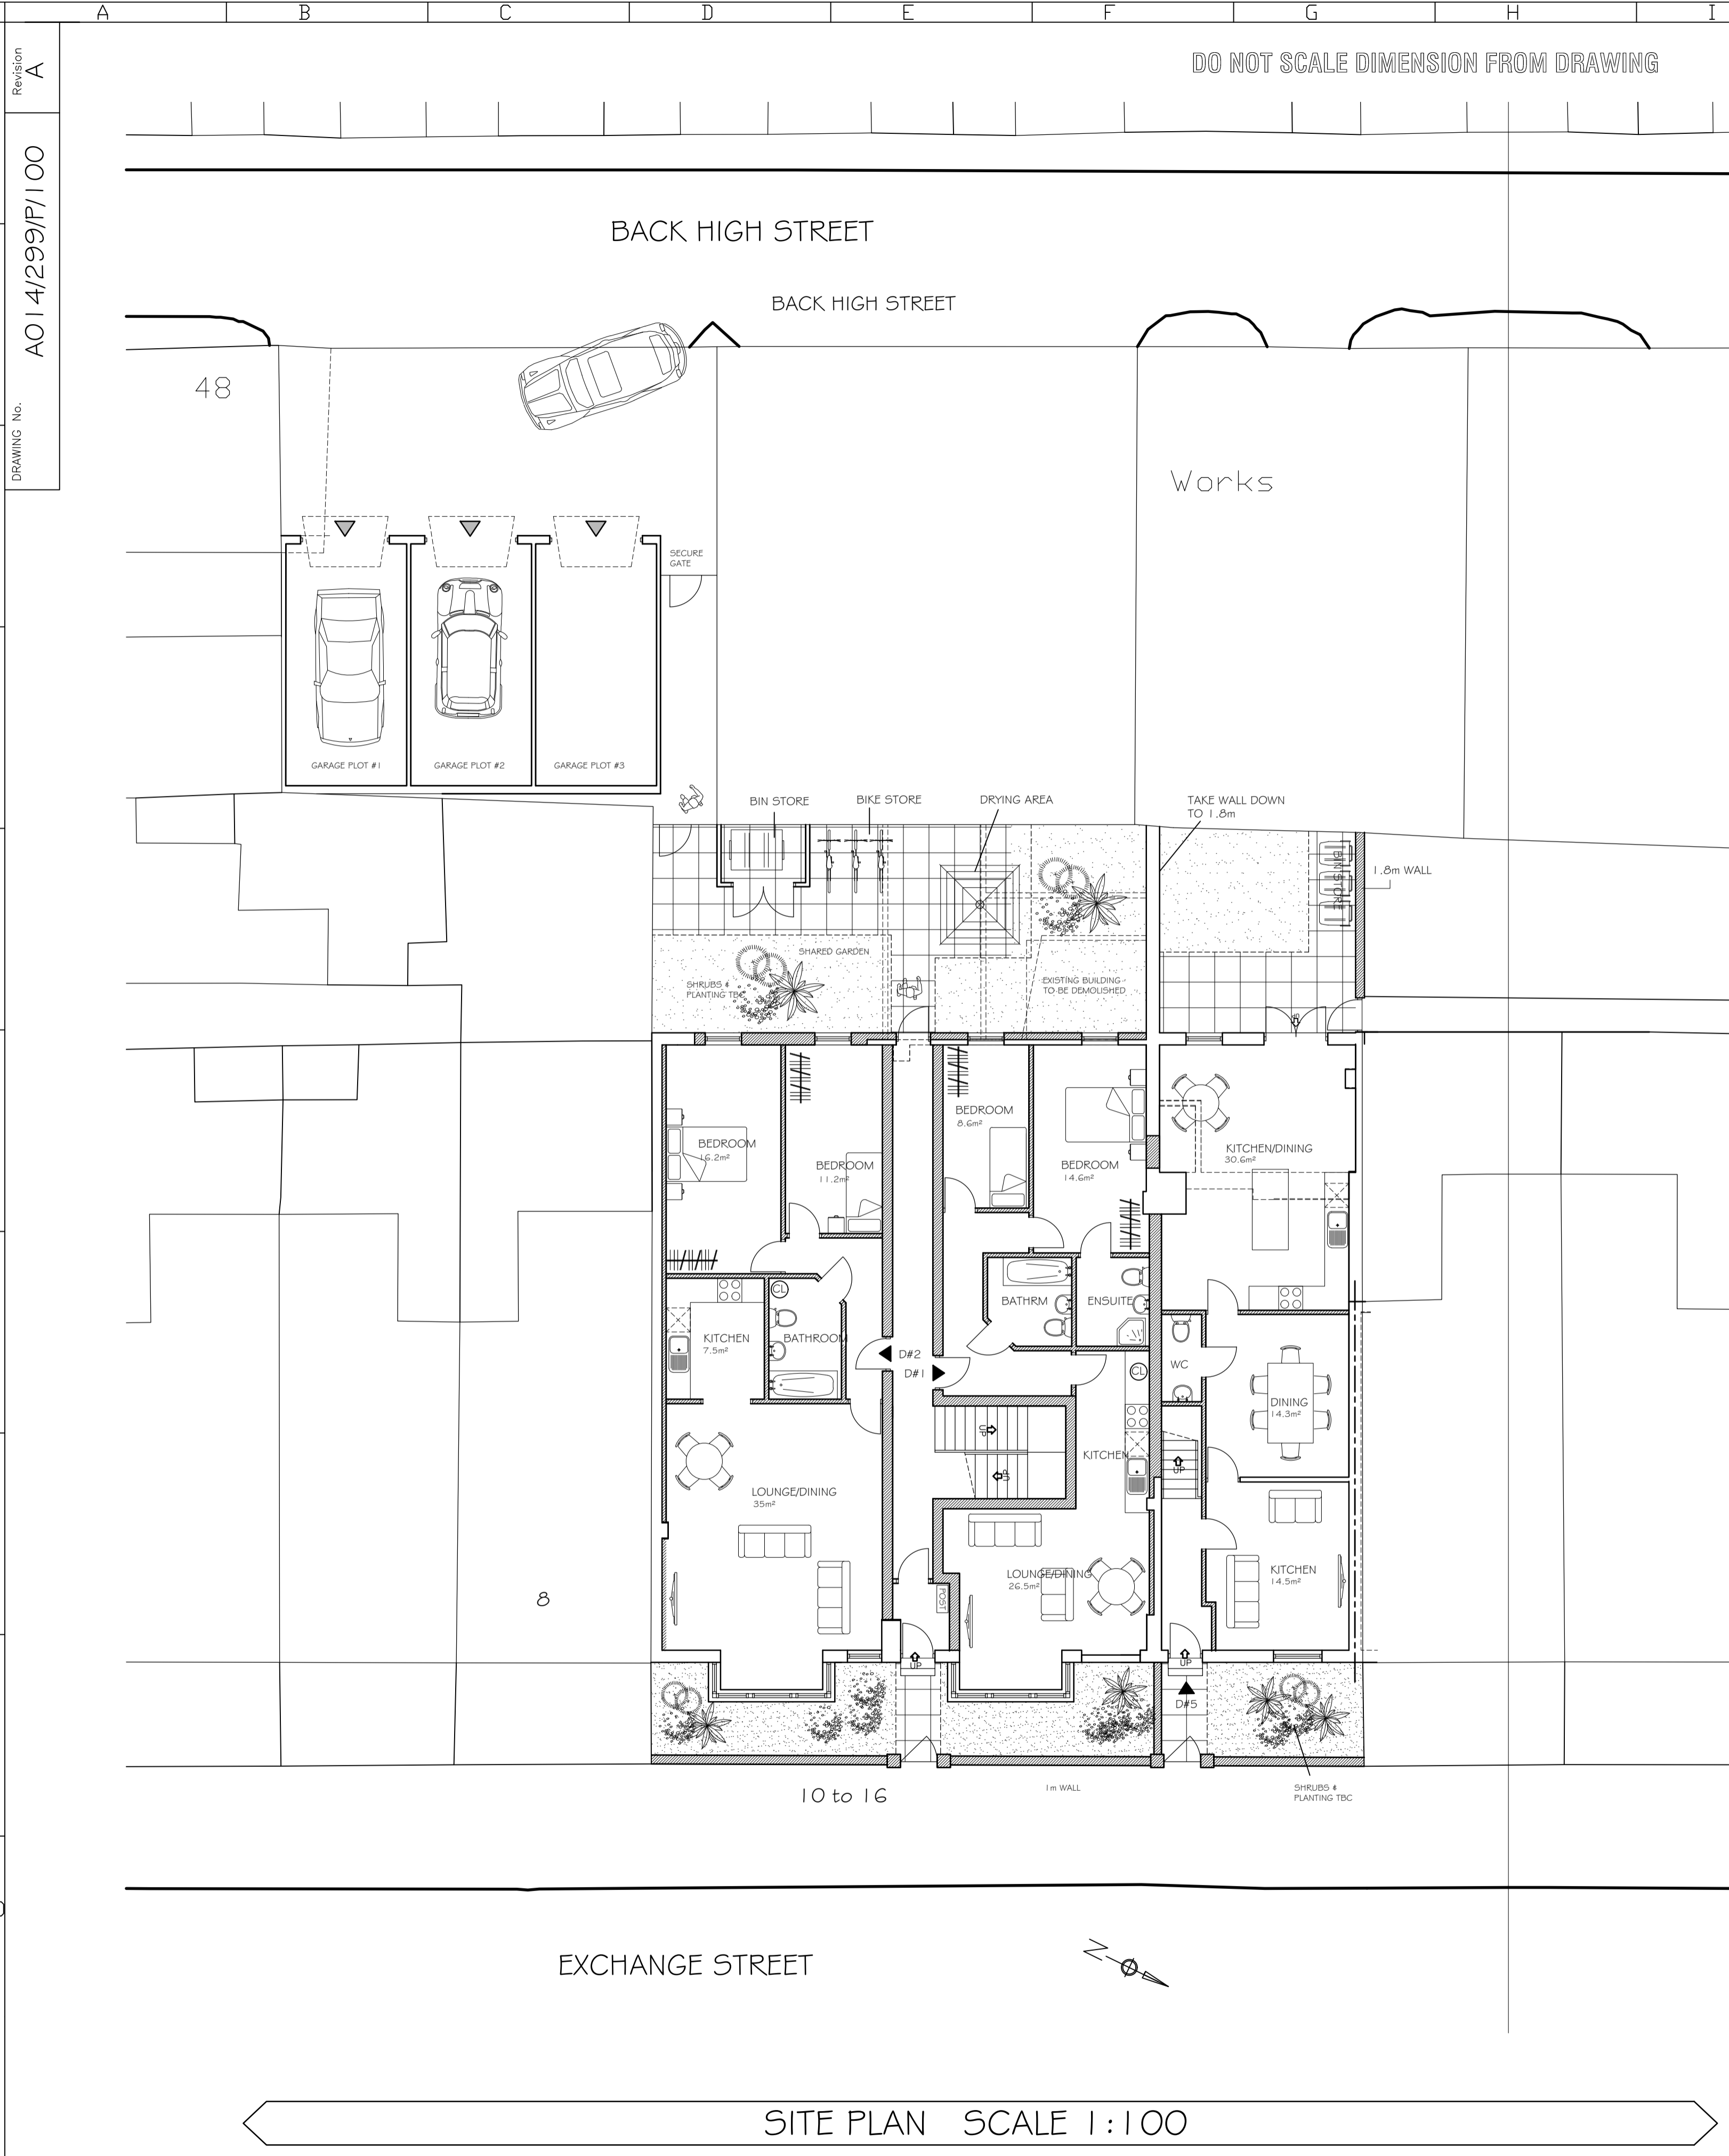 A B C D E F G H I
Revision
A
DO NOT SCALE DIMENSION FROM DRAWING
DRAWING No.
A014/299/P/100
BACK HIGH STREET
BACK HIGH STREET
48
Works
SECURE
GATE
GARAGE PLOT #1
GARAGE PLOT #2
GARAGE PLOT #3
BIN STORE
BIKE STORE
DRYING AREA
TAKE WALL DOWN
TO 1.8m
BIN STORE
1.8m WALL
SHARED GARDEN
SHRUBS &
PLANTING TBC
EXISTING BUILDING
TO BE DEMOLISHED
UP
BEDROOM
16.2m²
BEDROOM
11.2m²
BEDROOM
8.6m²
BEDROOM
14.6m²
KITCHEN/DINING
30.6m²
CL
KITCHEN
7.5m²
BATHROOM
BATHRM
ENSUITE
D#2
D#1
CL
WC
DINING
14.3m²
UP
UP
KITCHEN
UP
LOUNGE/DINING
35m²
LOUNGE/DINING
26.5m²
KITCHEN
14.5m²
POST
8
UP
UP
D#5
10 to 16
1m WALL
SHRUBS &
PLANTING TBC
EXCHANGE STREET
N
SITE PLAN SCALE 1:100